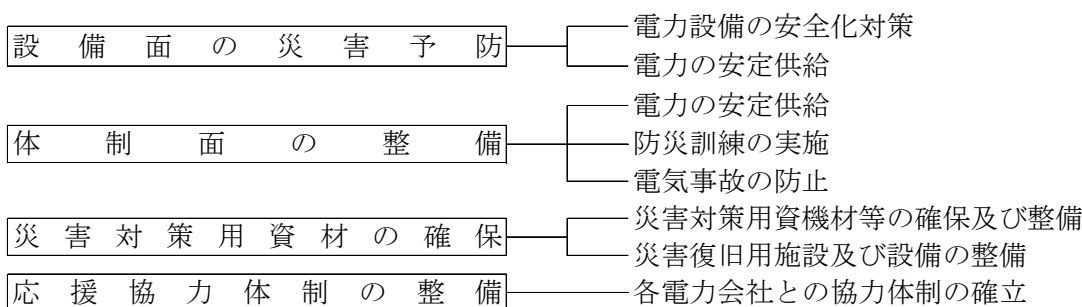 設備面の災害予防
電力設備の安全化対策
電力の安定供給
体制面の整備
電力の安定供給
防災訓練の実施
電気事故の防止
災害対策用資材の確保
災害対策用資機材等の確保及び整備
災害復旧用施設及び設備の整備
応援協力体制の整備
各電力会社との協力体制の確立